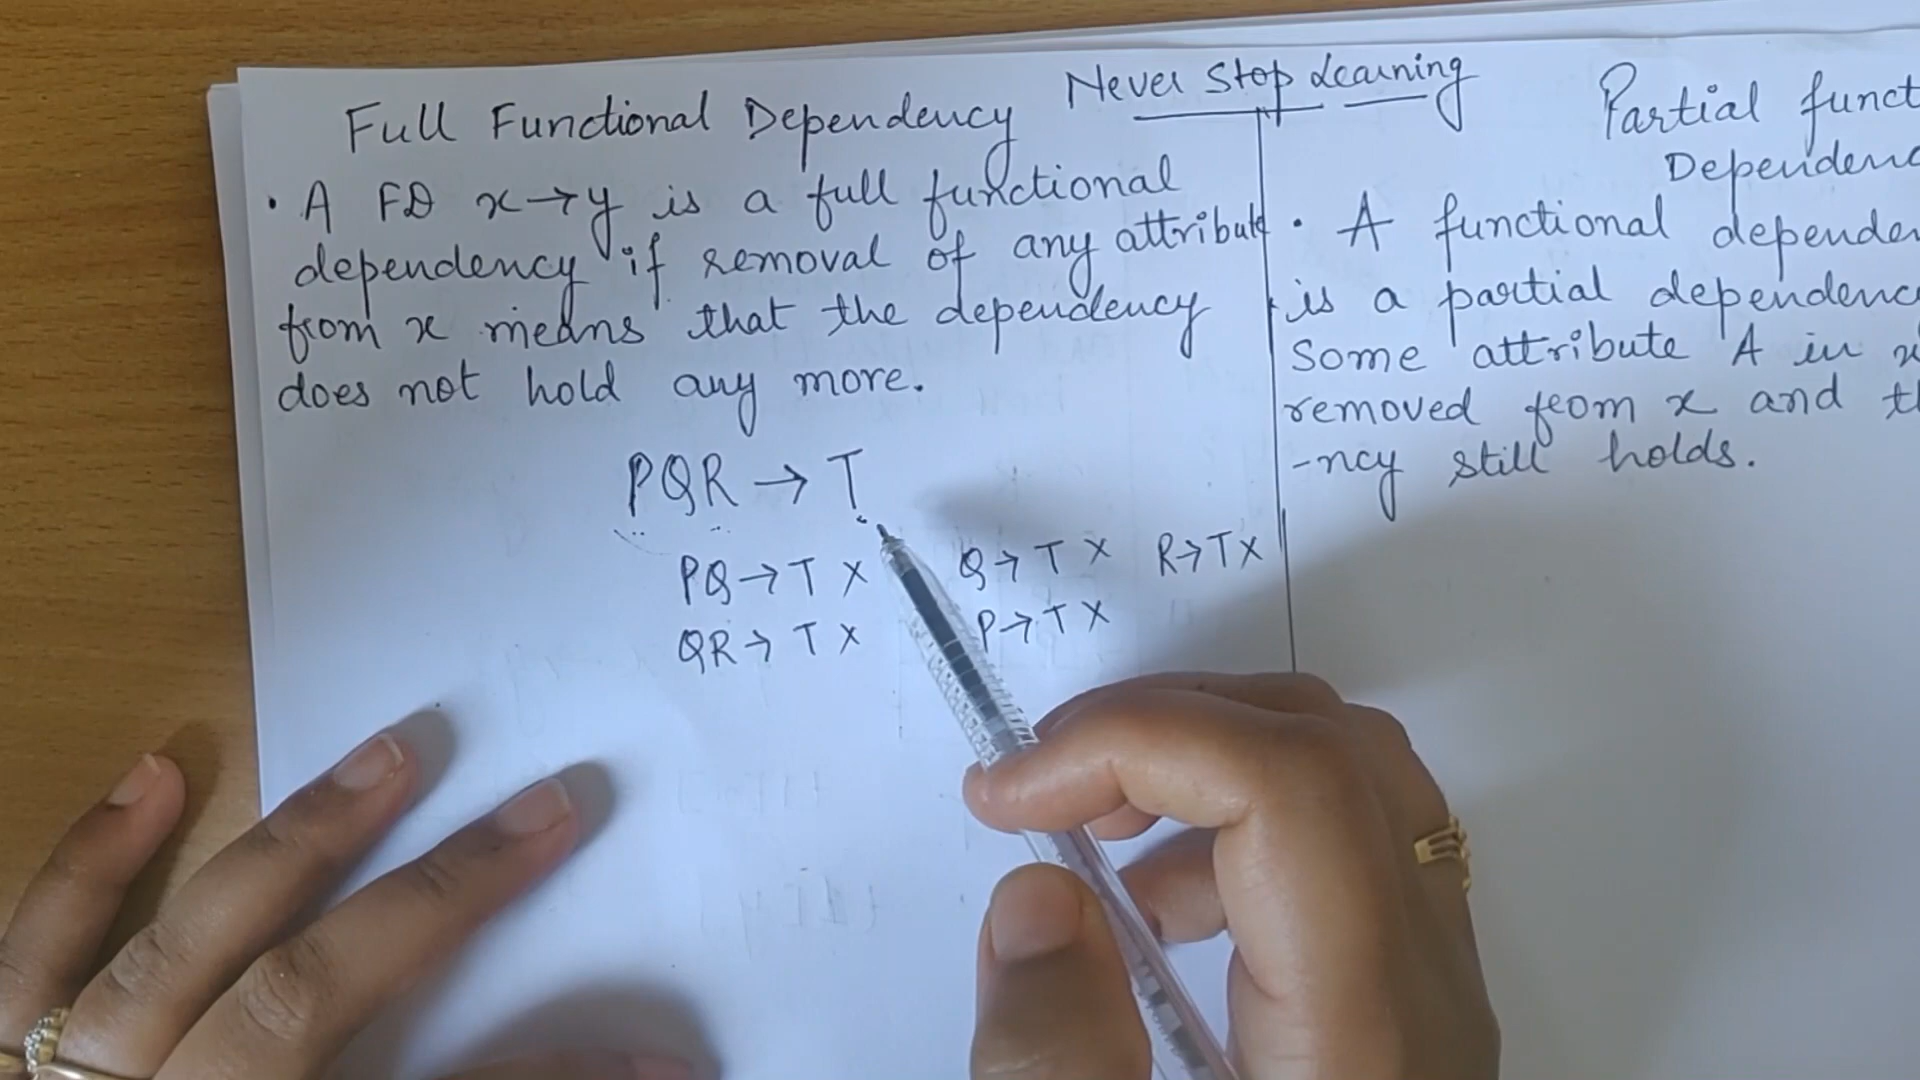 Never Stop Learning
Full Functional Dependency
• A FD x→y is a full functional
dependency if removal of any attribute
from x means that the dependency
does not hold any more.
PQR → T
PQ → T X
QR → T X
Q → T X R → T X
P → T X
Partial funct
Dependenc
• A functional dependen
is a partial dependenc
Some attribute A in x
removed from x and th
-ncy still holds.